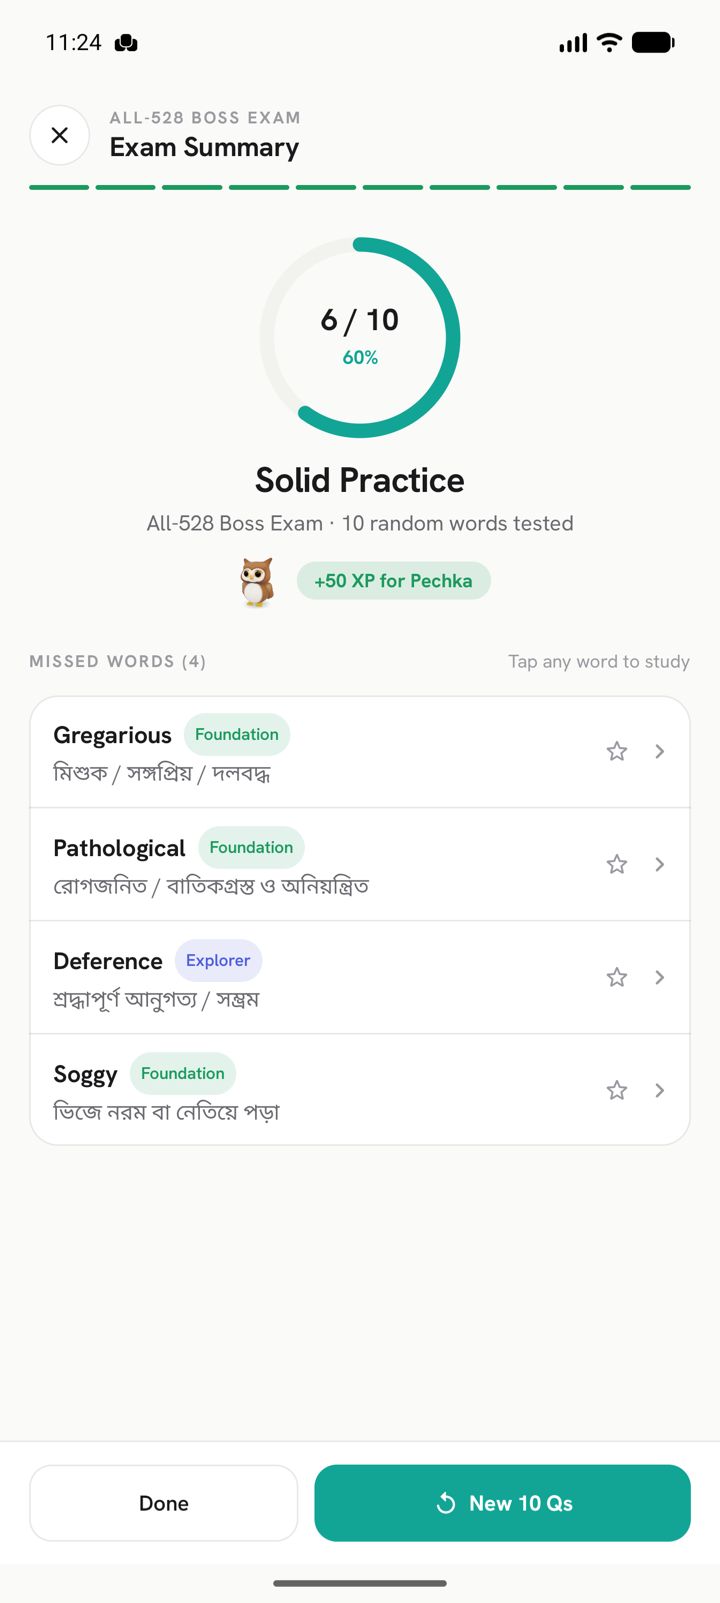 11:24
ALL-528 BOSS EXAM
Exam Summary
6 / 10
60%
Solid Practice
All-528 Boss Exam · 10 random words tested
+50 XP for Pechka
MISSED WORDS (4)
Tap any word to study
Gregarious
Foundation
মিশুক / সঙ্গপ্রিয় / দলবদ্ধ
Pathological
Foundation
রোগজনিত / বাতিকগ্রস্ত ও অনিয়ন্ত্রিত
Deference
Explorer
শ্রদ্ধাপূর্ণ আনুগত্য / সম্ভ্রম
Soggy
Foundation
ভিজে নরম বা নেতিয়ে পড়া
Done
New 10 Qs